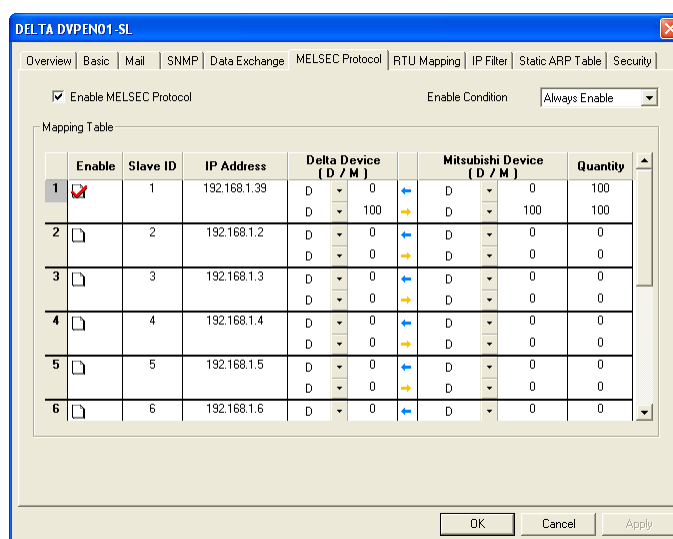 DELTA DVPEN01-SL
Overview Basic Mail SNMP Data Exchange MELSEC Protocol RTU Mapping IP Filter Static ARP Table Security
Enable MELSEC Protocol Enable Condition Always Enable
Mapping Table
Enable Slave ID IP Address Delta Device ( D / M ) Mitsubishi Device ( D / M ) Quantity
1 1 192.168.1.39 D 0 D 0 100
D 100 D 100 100
2 2 192.168.1.2 D 0 D 0 0
D 0 D 0 0
3 3 192.168.1.3 D 0 D 0 0
D 0 D 0 0
4 4 192.168.1.4 D 0 D 0 0
D 0 D 0 0
5 5 192.168.1.5 D 0 D 0 0
D 0 D 0 0
6 6 192.168.1.6 D 0 D 0 0
OK Cancel Apply